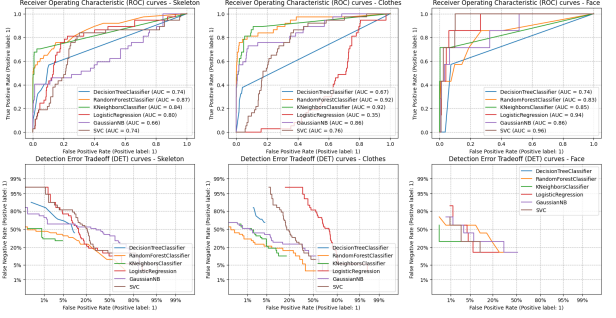 Receiver Operating Characteristic (ROC) curves - Skeleton
1.0
0.8
0.6
0.4
0.2
0.0
True Positive Rate (Positive label: 1)
DecisionTreeClassifier (AUC = 0.74)
RandomForestClassifier (AUC = 0.87)
KNeighborsClassifier (AUC = 0.84)
LogisticRegression (AUC = 0.80)
GaussianNB (AUC = 0.66)
SVC (AUC = 0.74)
0.0 0.2 0.4 0.6 0.8 1.0
False Positive Rate (Positive label: 1)
Receiver Operating Characteristic (ROC) curves - Clothes
1.0
0.8
0.6
0.4
0.2
0.0
True Positive Rate (Positive label: 1)
DecisionTreeClassifier (AUC = 0.67)
RandomForestClassifier (AUC = 0.92)
KNeighborsClassifier (AUC = 0.92)
LogisticRegression (AUC = 0.35)
GaussianNB (AUC = 0.86)
SVC (AUC = 0.76)
0.0 0.2 0.4 0.6 0.8 1.0
False Positive Rate (Positive label: 1)
Receiver Operating Characteristic (ROC) curves - Face
1.0
0.8
0.6
0.4
0.2
0.0
True Positive Rate (Positive label: 1)
DecisionTreeClassifier (AUC = 0.74)
RandomForestClassifier (AUC = 0.83)
KNeighborsClassifier (AUC = 0.85)
LogisticRegression (AUC = 0.94)
GaussianNB (AUC = 0.86)
SVC (AUC = 0.96)
0.0 0.2 0.4 0.6 0.8 1.0
False Positive Rate (Positive label: 1)
Detection Error Tradeoff (DET) curves - Skeleton
99%
95%
80%
50%
20%
5%
1%
False Negative Rate (Positive label: 1)
DecisionTreeClassifier
RandomForestClassifier
KNeighborsClassifier
LogisticRegression
GaussianNB
SVC
1% 5% 20% 50% 80% 95% 99%
False Positive Rate (Positive label: 1)
Detection Error Tradeoff (DET) curves - Clothes
99%
95%
80%
50%
20%
5%
1%
False Negative Rate (Positive label: 1)
DecisionTreeClassifier
RandomForestClassifier
KNeighborsClassifier
LogisticRegression
GaussianNB
SVC
1% 5% 20% 50% 80% 95% 99%
False Positive Rate (Positive label: 1)
Detection Error Tradeoff (DET) curves - Face
99%
95%
80%
50%
20%
5%
1%
False Negative Rate (Positive label: 1)
DecisionTreeClassifier
RandomForestClassifier
KNeighborsClassifier
LogisticRegression
GaussianNB
SVC
1% 5% 20% 50% 80% 95% 99%
False Positive Rate (Positive label: 1)